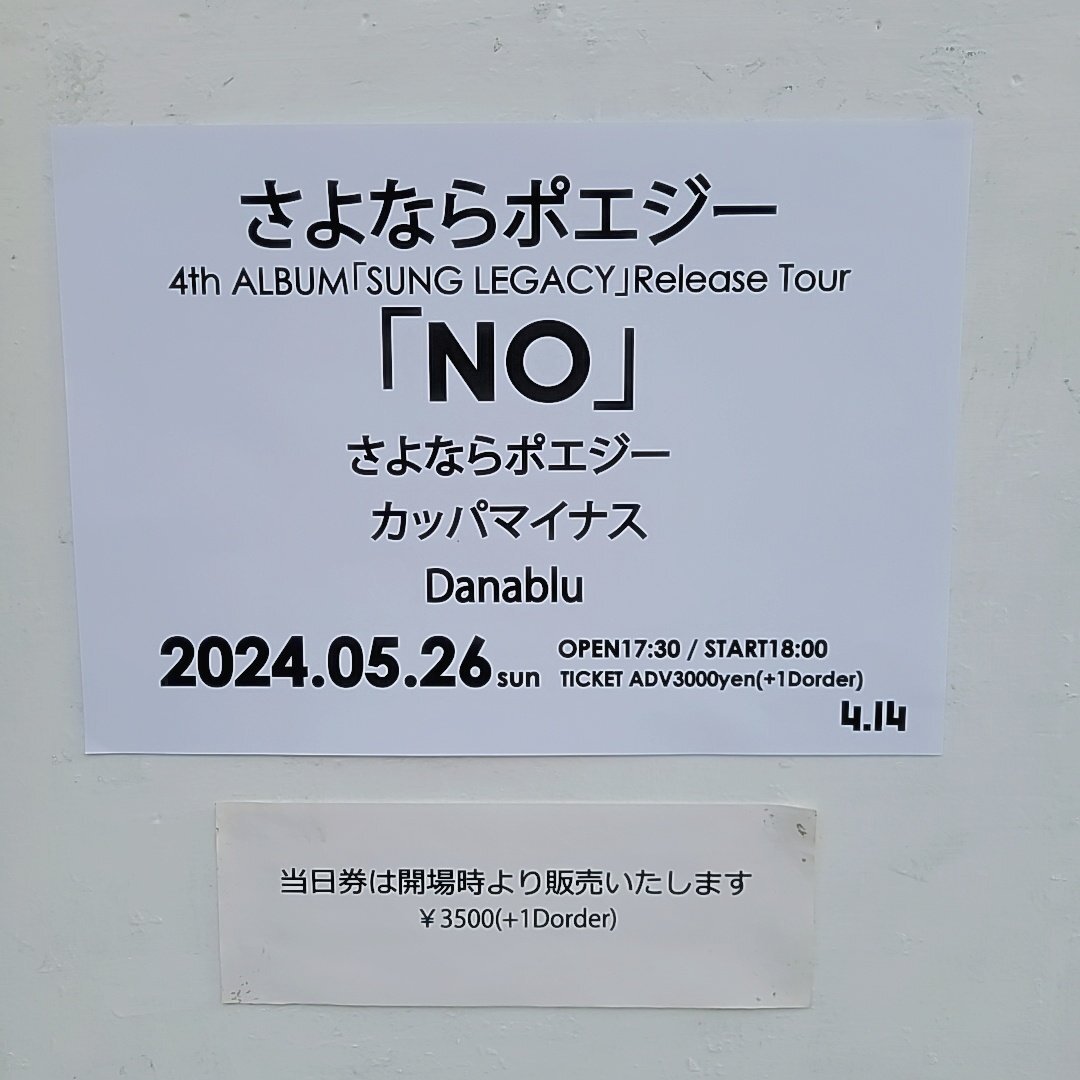 さよならポエジー
4th ALBUM「SUNG LEGACY」Release Tour
「NO」
さよならポエジー
カッパマイナス
Danablu
2024.05.26 sun
OPEN17:30 / START18:00
TICKET ADV3000yen(+1Dorder)
4.14
当日券は開場時より販売いたします
¥3500(+1Dorder)